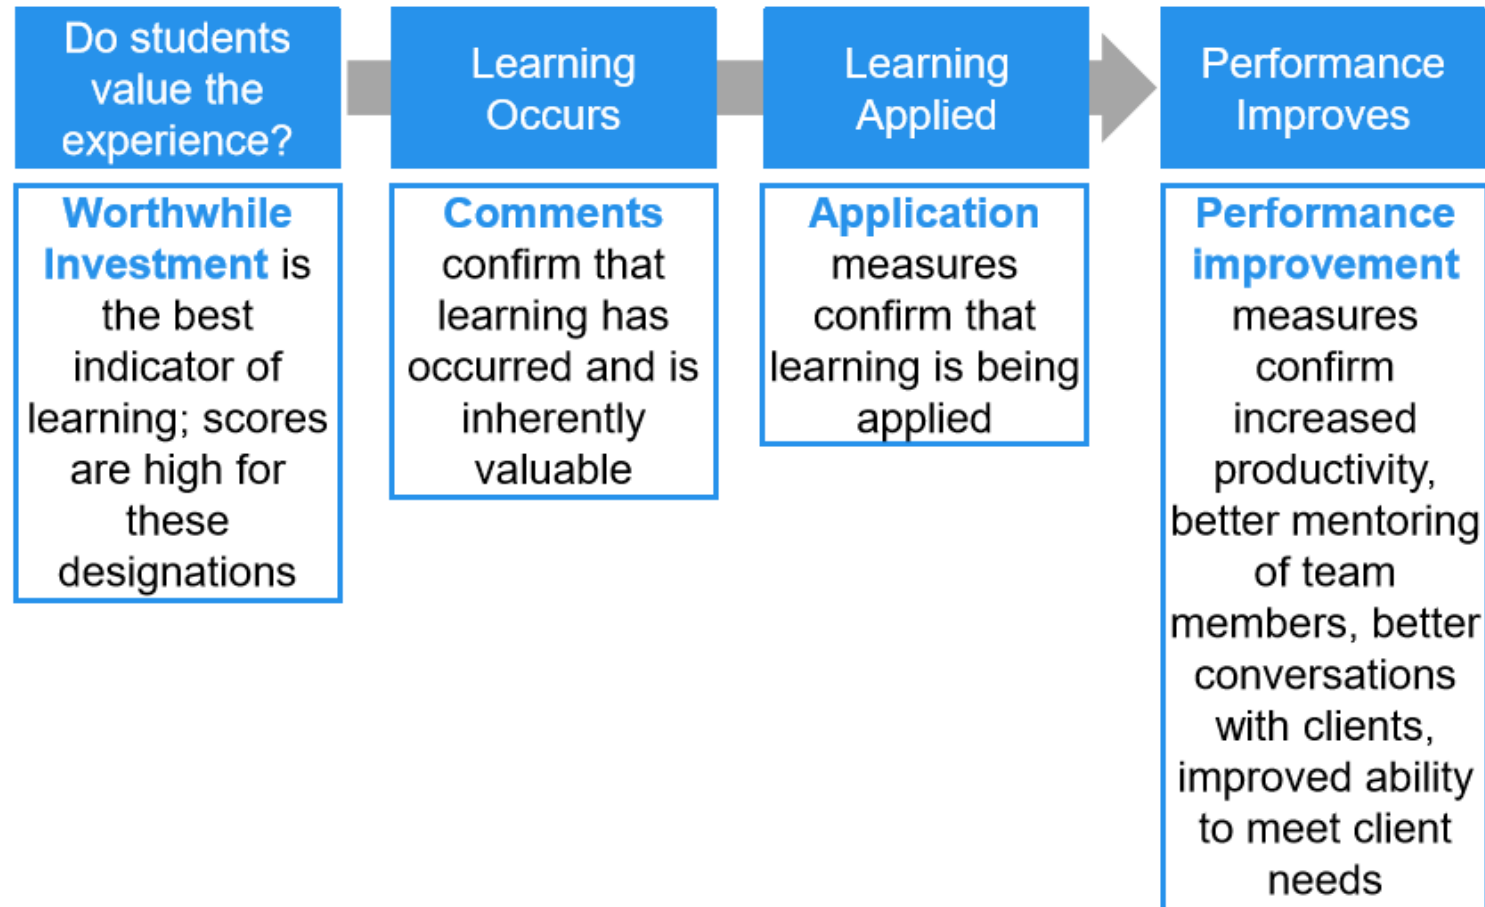 Do students
value the
experience?
Learning
Occurs
Learning
Applied
Performance
Improves
Worthwhile
Investment is
the best
indicator of
learning; scores
are high for
these
designations
Comments
confirm that
learning has
occurred and is
inherently
valuable
Application
measures
confirm that
learning is being
applied
Performance
improvement
measures
confirm
increased
productivity,
better mentoring
of team
members, better
conversations
with clients,
improved ability
to meet client
needs